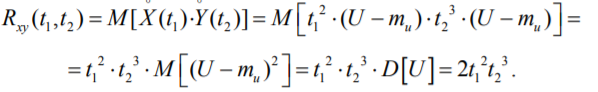 R_xy(t₁,t₂) = M[X̊(t₁)·Y̊(t₂)] = M[t₁²·(U − m_u)·t₂³·(U − m_u)] =
= t₁²·t₂³·M[(U − m_u)²] = t₁²·t₂³·D[U] = 2t₁²t₂³.